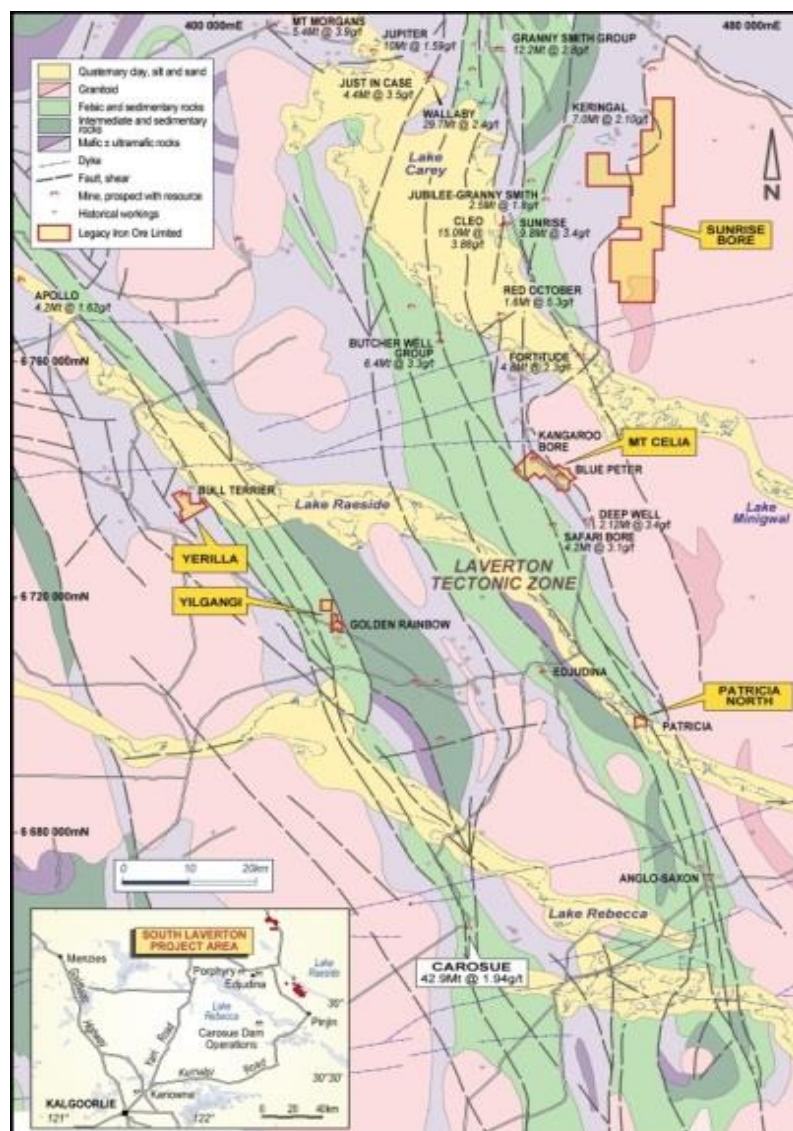 400 000mE
480 000mE
MT MORGANS
5.4Mt @ 3.9g/t
JUPITER
10Mt @ 1.59g/t
GRANNY SMITH GROUP
12.2Mt @ 2.8g/t
Quaternary clay, silt and sand
Granitoid
Felsic and sedimentary rocks
Intermediate and sedimentary
rocks
Mafic ± ultramafic rocks
Dyke
Fault, shear
Mine, prospect with resource
Historical workings
Legacy Iron Ore Limited
JUST IN CASE
4.4Mt @ 3.5g/t
WALLABY
29.7Mt @ 2.4g/t
KERINGAL
7.0Mt @ 2.10g/t
N
Lake
Carey
JUBILEE-GRANNY SMITH
2.5Mt @ 1.8g/t
CLEO
15.0Mt @
3.88g/t
SUNRISE
9.8Mt @ 3.4g/t
SUNRISE
BORE
APOLLO
4.2Mt @ 1.62g/t
RED OCTOBER
1.6Mt @ 5.3g/t
BUTCHER WELL
GROUP
6.4Mt @ 3.3g/t
FORTITUDE
4.8Mt @ 2.3g/t
6 760 000mN
KANGAROO
BORE
MT CELIA
BLUE PETER
BULL TERRIER
Lake Raeside
Lake
Minigwal
DEEP WELL
2.12Mt @ 3.4g/t
SAFARI BORE
4.2Mt @ 3.1g/t
YERILLA
LAVERTON
TECTONIC ZONE
6 720 000mN
YILGANGI
GOLDEN RAINBOW
EDJUDINA
PATRICIA
NORTH
PATRICIA
6 680 000mN
0 10 20km
ANGLO-SAXON
Lake Rebecca
CAROSUE
42.9Mt @ 1.94g/t
SOUTH LAVERTON
PROJECT AREA
Menzies
Porphyry
Edjudina
Lake
Raeside
Goldfields
Highway
Yarri Road
Lake
Rebecca
30°
Pinjin
Carosue Dam
Operations
Kurnalpi Road
30°30'
Kanowna
KALGOORLIE
121°
122°
0 20 40km